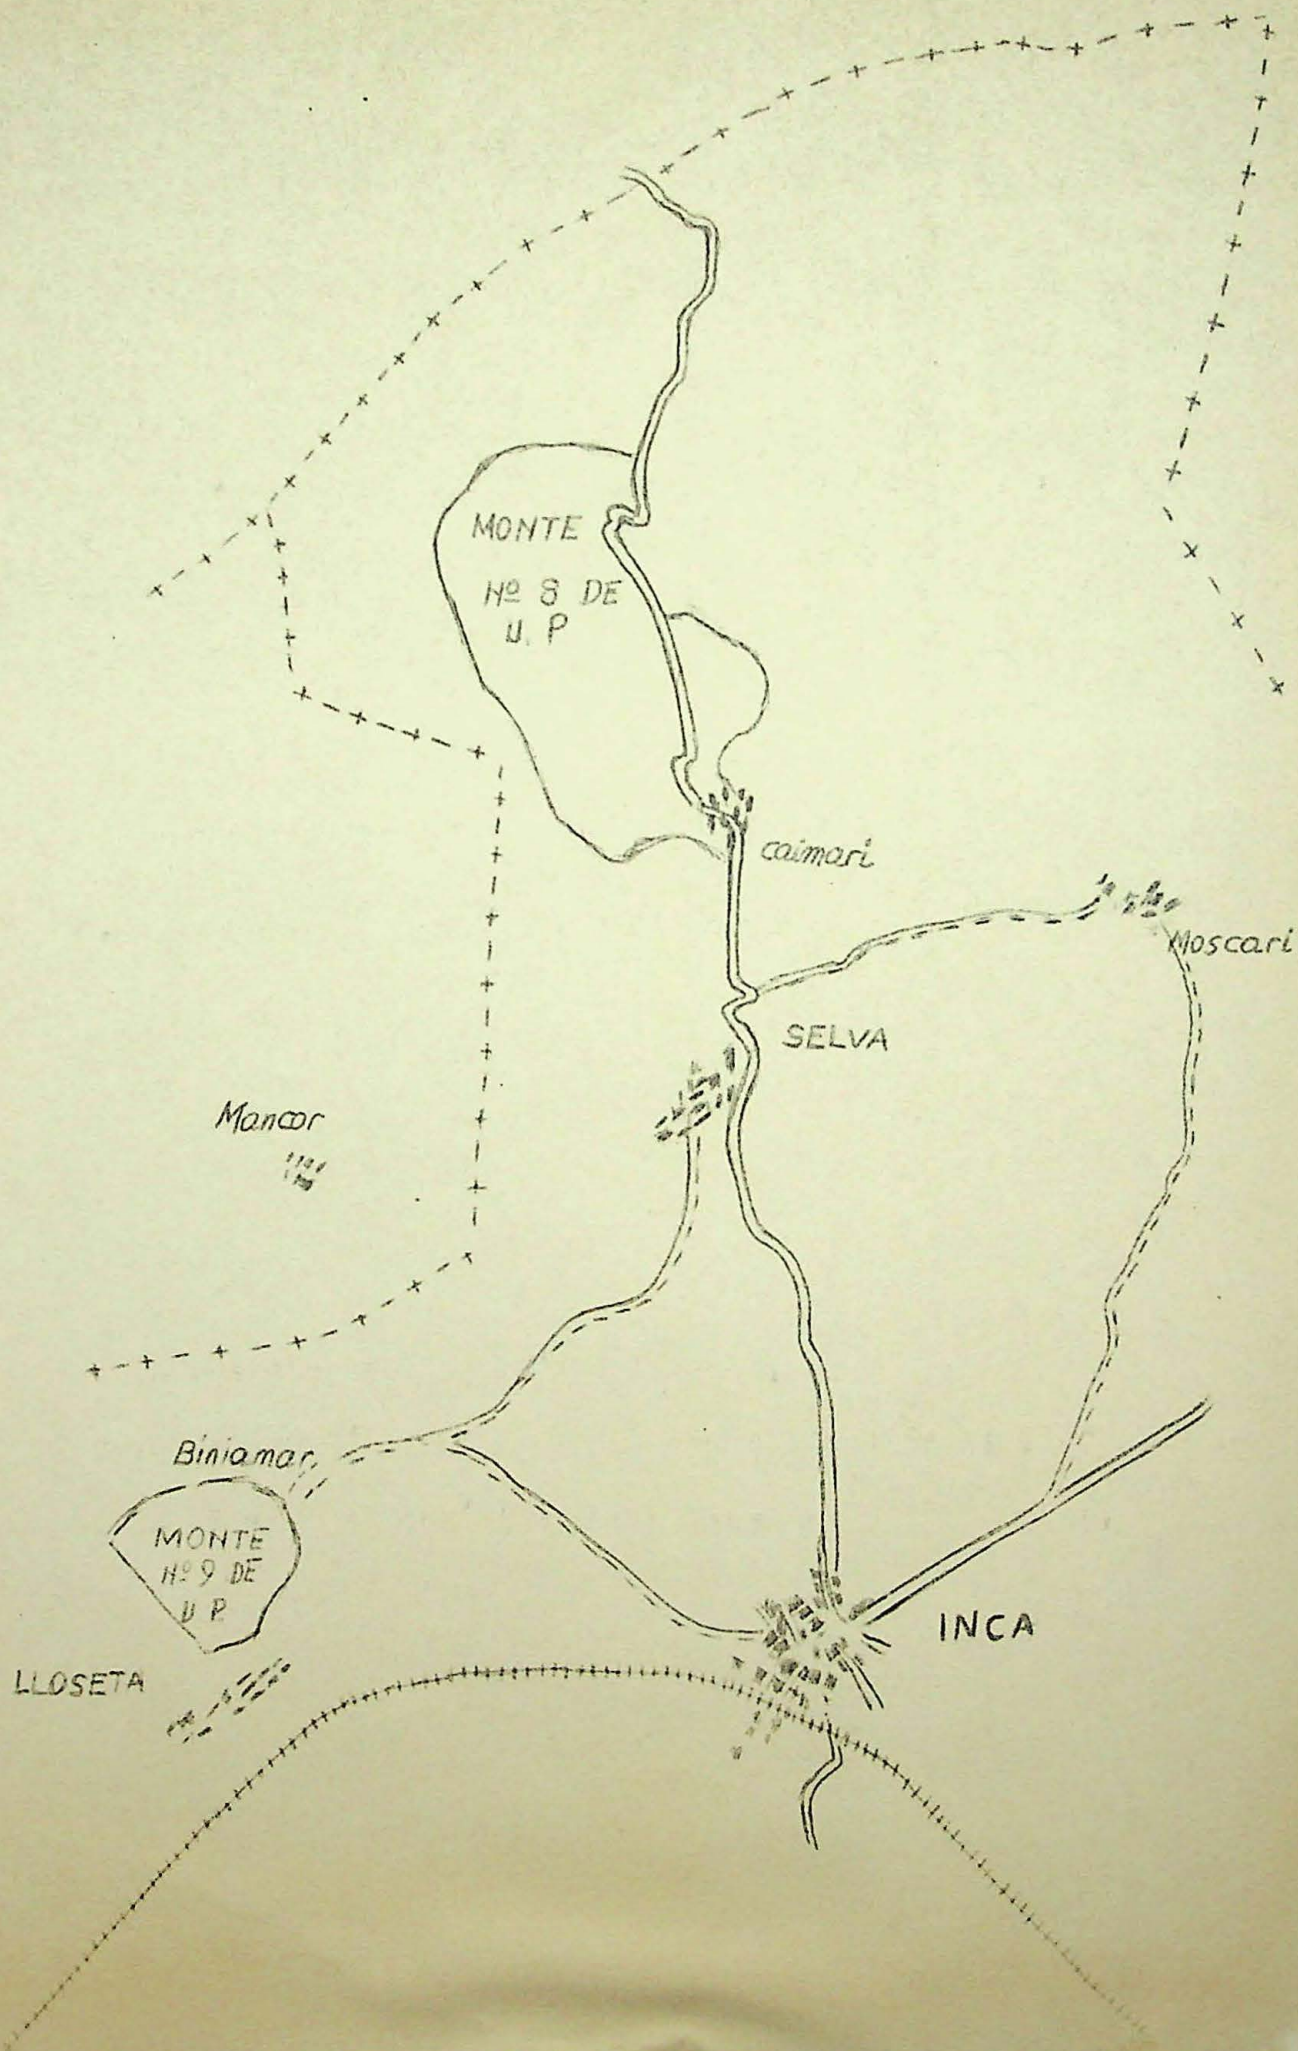 MONTE
Nº 8 DE
U. P
caimari
Moscari
SELVA
Mancor
Biniamar
MONTE
Nº 9 DE
U P.
INCA
LLOSETA